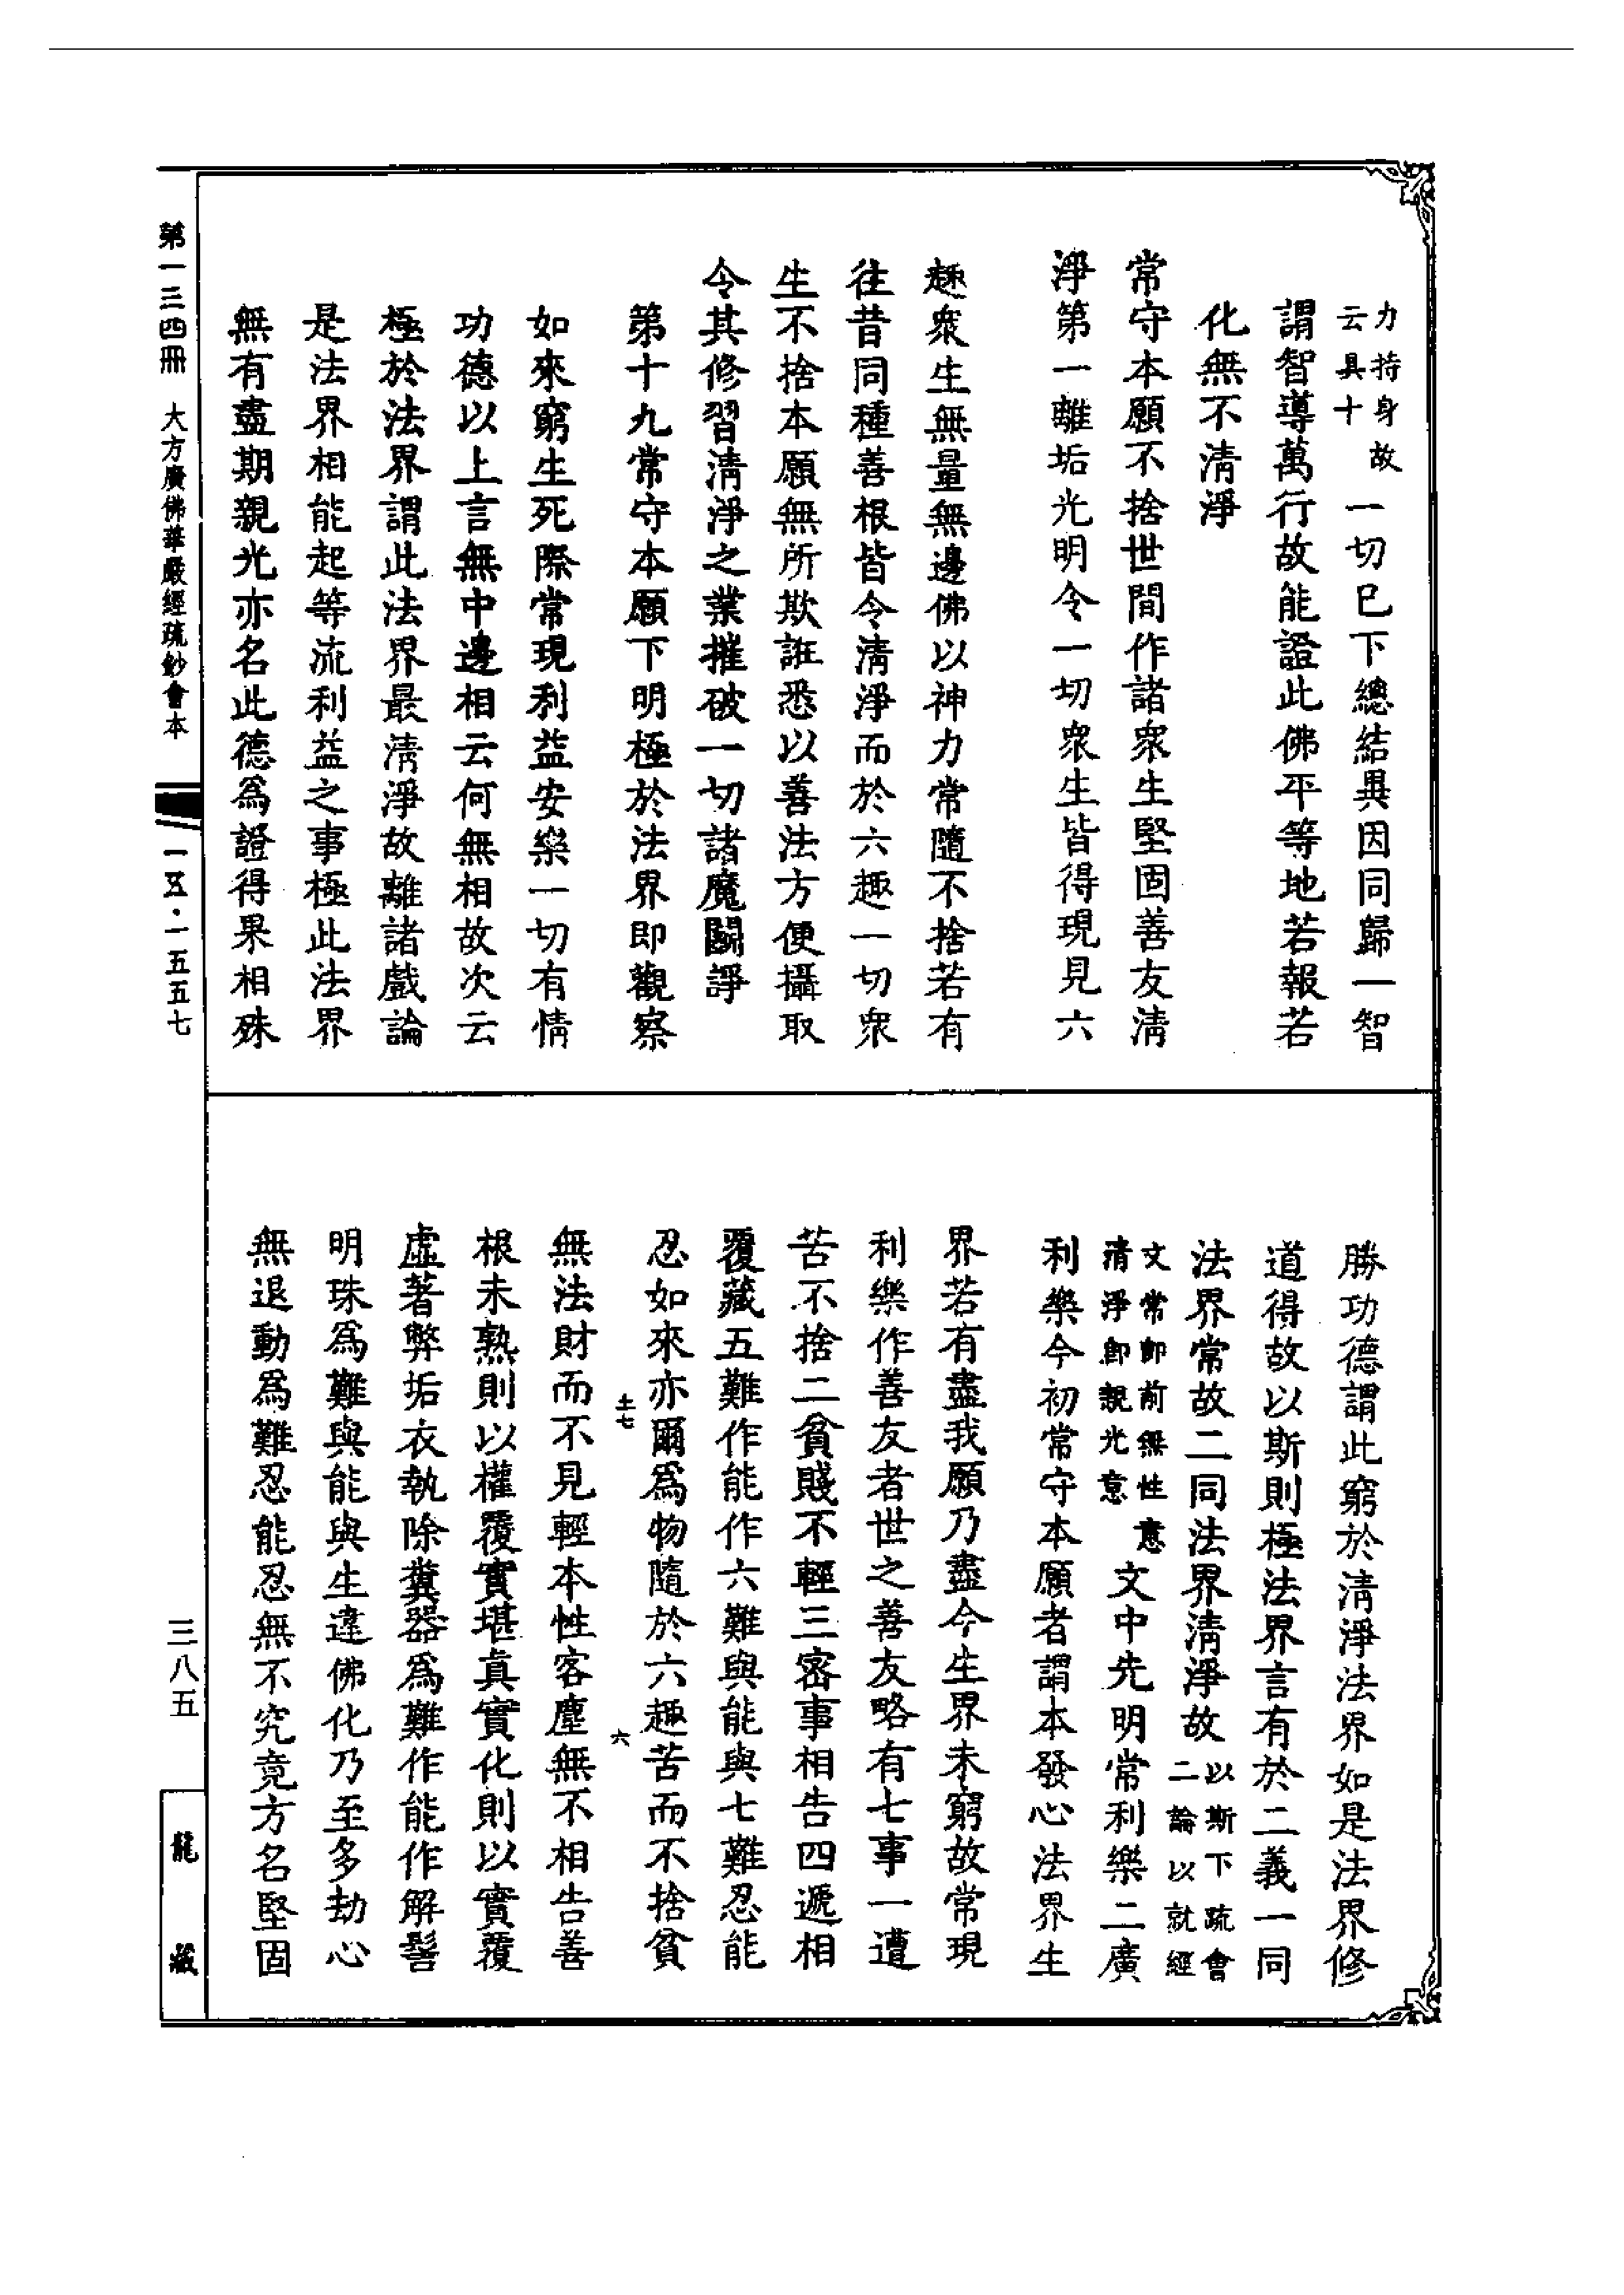 力持身故
云具十
一切已下總結異因同歸一智
謂智導萬行故能證此佛平等地若報若
化無不清淨
常守本願不捨世間作諸衆生堅固善友清
淨第一離垢光明令一切衆生皆得現見六
趣衆生無量無邊佛以神力常隨不捨若有
往昔同種善根皆令清淨而於六趣一切衆
生不捨本願無所欺誑悉以善法方便攝取
令其修習清淨之業摧破一切諸魔鬭諍
第十九常守本願下明極於法界即觀察
如來窮生死際常現利益安樂一切有情
功德以上言無中邊相云何無相故次云
極於法界謂此法界最淸淨故離諸戲論
是法界相能起等流利益之事極此法界
無有盡期親光亦名此德爲證得果相殊
勝功德謂此窮於淸淨法界如是法界修
道得故以斯則極法界言有於二義一同
法界常故二同法界清淨故
以斯下疏會
二論以就經
文常即前無性意
清淨即親光意
文中先明常利樂二廣
利樂今初常守本願者謂本發心法界生
界若有盡我願乃盡今生界未窮故常現
利樂作善友者世之善友略有七事一遭
苦不捨二貧賤不輕三密事相告四遞相
覆藏五難作能作六難與能與七難忍能
忍如來亦爾爲物隨於六趣苦而不捨貧
士七
六
無法財而不見輕本性客塵無不相告善
根未熟則以權覆實堪真實化則以實覆
虛著弊垢衣執除糞器爲難作能作解髻
明珠爲難與能與生違佛化乃至多劫心
無退動爲難忍能忍無不究竟方名堅固
第一三四冊 大方廣佛華嚴經疏鈔會本
一五·一五五七
三八五
龍藏